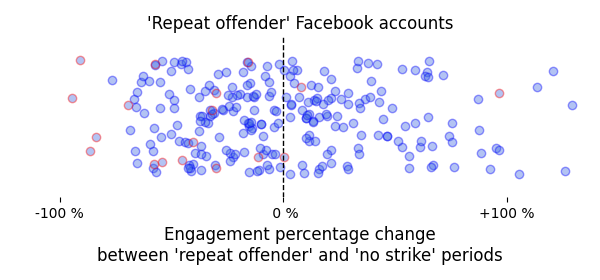 'Repeat offender' Facebook accounts
-100 %
0 %
+100 %
Engagement percentage change
between 'repeat offender' and 'no strike' periods